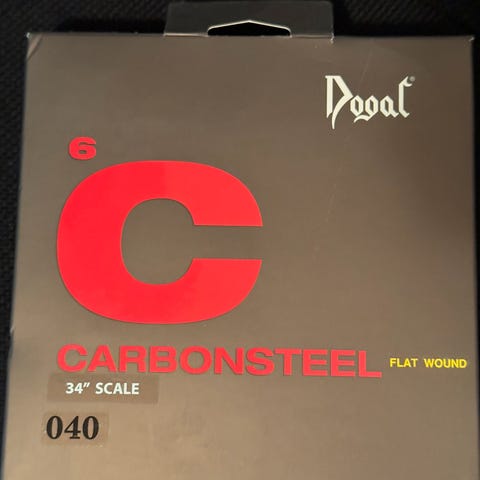 Dogal®
6
C
CARBONSTEEL FLAT WOUND
34" SCALE
040